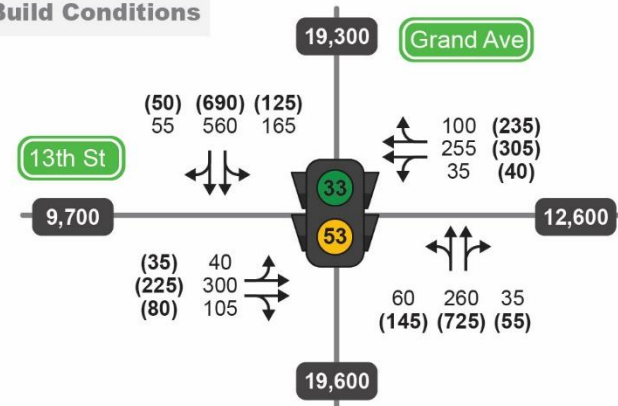 Build Conditions
19,300
Grand Ave
(50) (690) (125)
55 560 165
100 (235)
255 (305)
35 (40)
13th St
33
9,700
12,600
53
(35) 40
(225) 300
(80) 105
60 260 35
(145) (725) (55)
19,600